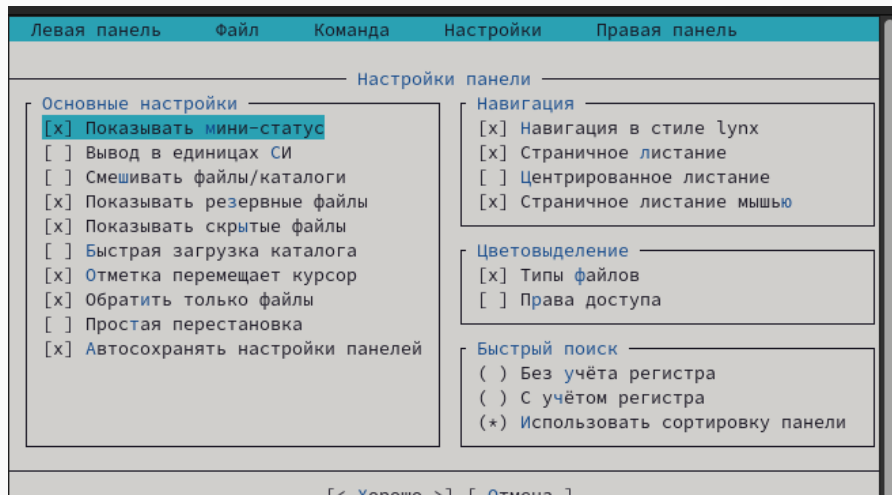 Левая панель Файл Команда Настройки Правая панель
Настройки панели
Основные настройки
[x] Показывать мини-статус
[ ] Вывод в единицах СИ
[ ] Смешивать файлы/каталоги
[x] Показывать резервные файлы
[x] Показывать скрытые файлы
[ ] Быстрая загрузка каталога
[x] Отметка перемещает курсор
[x] Обратить только файлы
[ ] Простая перестановка
[x] Автосохранять настройки панелей
Навигация
[x] Навигация в стиле lynx
[x] Страничное листание
[ ] Центрированное листание
[x] Страничное листание мышью
Цветовыделение
[x] Типы файлов
[ ] Права доступа
Быстрый поиск
( ) Без учёта регистра
( ) С учётом регистра
(*) Использовать сортировку панели
[< Хорошо >] [ Отмена ]